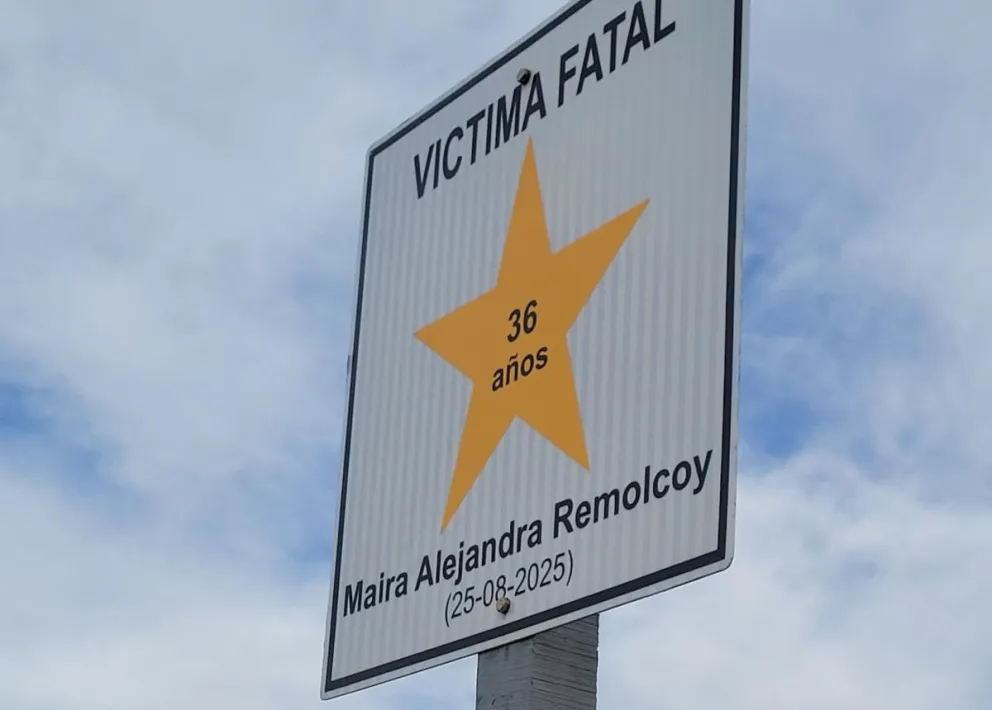 VICTIMA FATAL
36
años
Maira Alejandra Remolcoy
(25-08-2025)